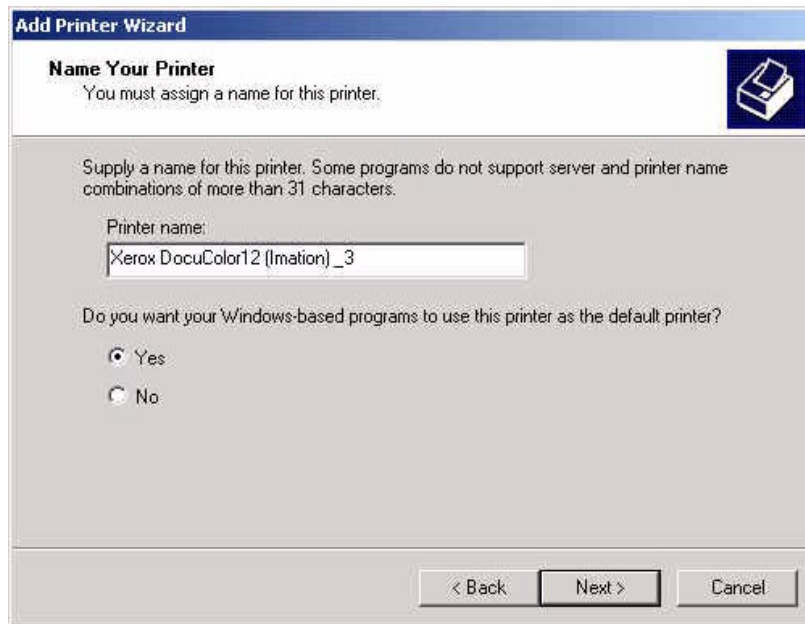 Add Printer Wizard
Name Your Printer
You must assign a name for this printer.
Supply a name for this printer. Some programs do not support server and printer name
combinations of more than 31 characters.
Printer name:
Xerox DocuColor12 (Imation) _3
Do you want your Windows-based programs to use this printer as the default printer?
Yes
No
< Back
Next >
Cancel